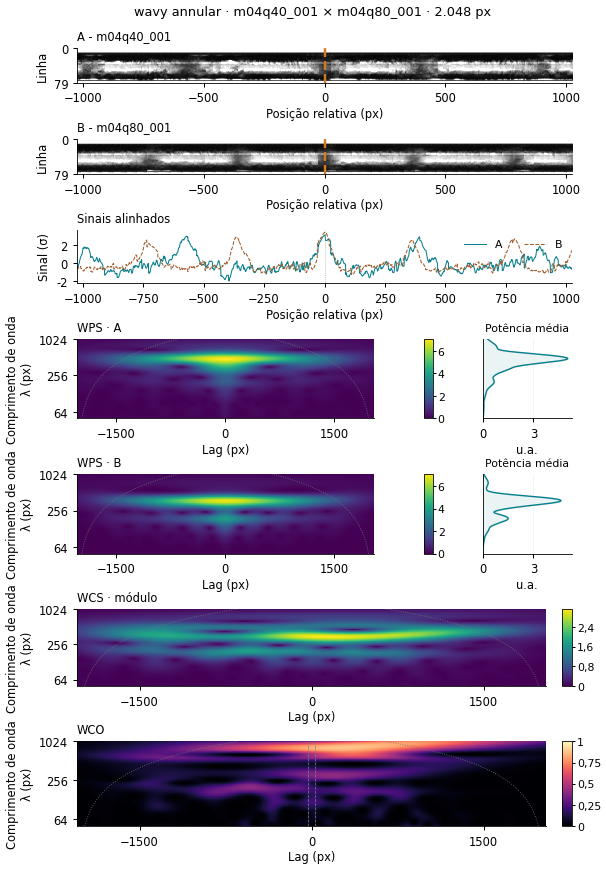 wavy annular · m04q40_001 × m04q80_001 · 2.048 px
A - m04q40_001
0
Linha
79
−1000 −500 0 500 1000
Posição relativa (px)
B - m04q80_001
0
Linha
79
−1000 −500 0 500 1000
Posição relativa (px)
Sinais alinhados
Sinal (σ)
2
0
−2
A B
−1000 −750 −500 −250 0 250 500 750 1000
Posição relativa (px)
WPS · A
Comprimento de onda
λ (px)
1024
256
64
−1500 0 1500
Lag (px)
6
4
2
0
Potência média
0 3
u.a.
WPS · B
Comprimento de onda
λ (px)
1024
256
64
−1500 0 1500
Lag (px)
6
4
2
0
Potência média
0 3
u.a.
WCS · módulo
Comprimento de onda
λ (px)
1024
256
64
−1500 0 1500
Lag (px)
2,4
1,6
0,8
0
WCO
Comprimento de onda
λ (px)
1024
256
64
−1500 0 1500
Lag (px)
1
0,75
0,5
0,25
0